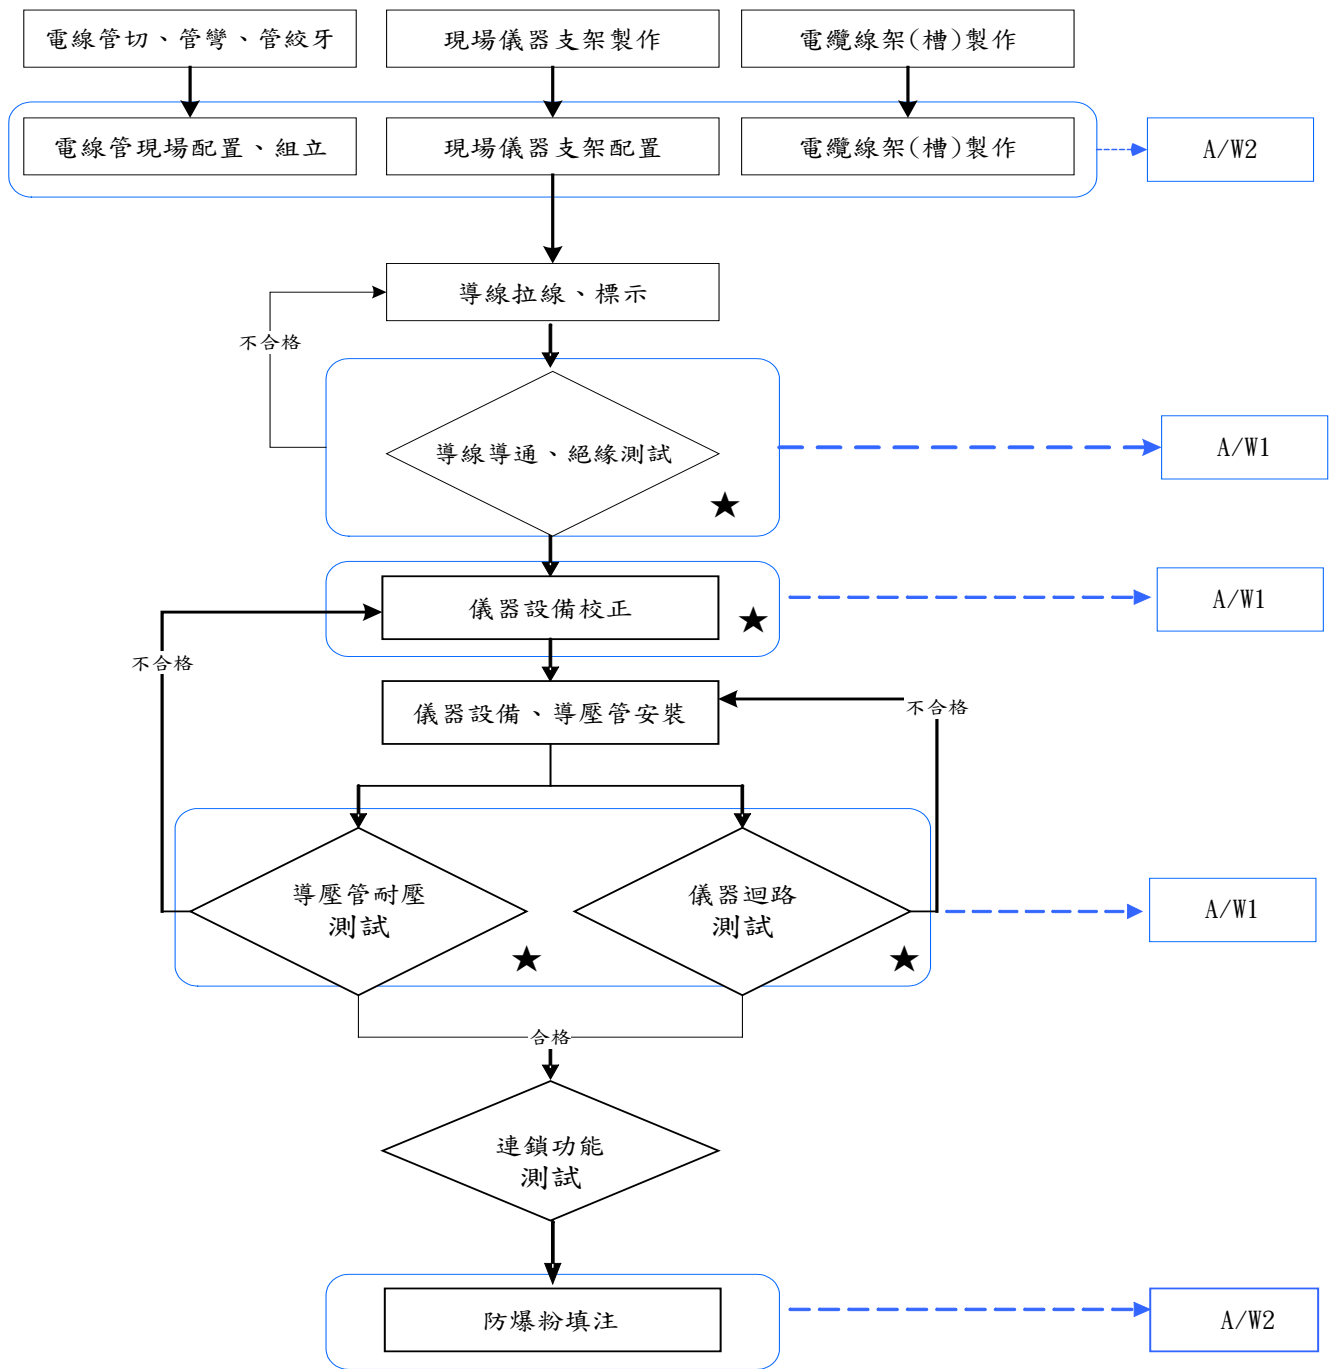 電線管切、管彎、管絞牙
現場儀器支架製作
電纜線架(槽)製作
電線管現場配置、組立
現場儀器支架配置
電纜線架(槽)製作
A/W2
導線拉線、標示
不合格
導線導通、絕緣測試
★
A/W1
儀器設備校正
★
A/W1
不合格
儀器設備、導壓管安裝
不合格
導壓管耐壓
測試
★
儀器迴路
測試
★
A/W1
合格
連鎖功能
測試
防爆粉填注
A/W2